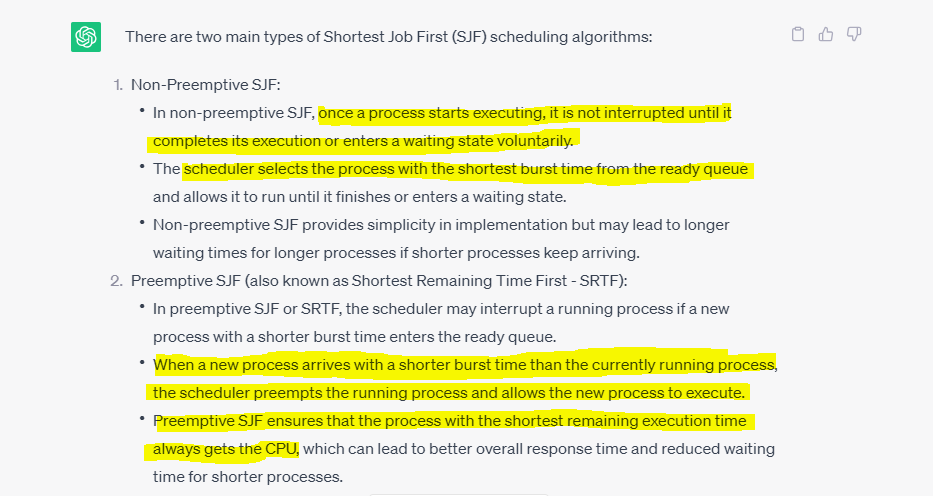 There are two main types of Shortest Job First (SJF) scheduling algorithms:
1. Non-Preemptive SJF:
• In non-preemptive SJF, once a process starts executing, it is not interrupted until it
completes its execution or enters a waiting state voluntarily.
• The scheduler selects the process with the shortest burst time from the ready queue
and allows it to run until it finishes or enters a waiting state.
• Non-preemptive SJF provides simplicity in implementation but may lead to longer
waiting times for longer processes if shorter processes keep arriving.
2. Preemptive SJF (also known as Shortest Remaining Time First - SRTF):
• In preemptive SJF or SRTF, the scheduler may interrupt a running process if a new
process with a shorter burst time enters the ready queue.
• When a new process arrives with a shorter burst time than the currently running process,
the scheduler preempts the running process and allows the new process to execute.
• Preemptive SJF ensures that the process with the shortest remaining execution time
always gets the CPU, which can lead to better overall response time and reduced waiting
time for shorter processes.